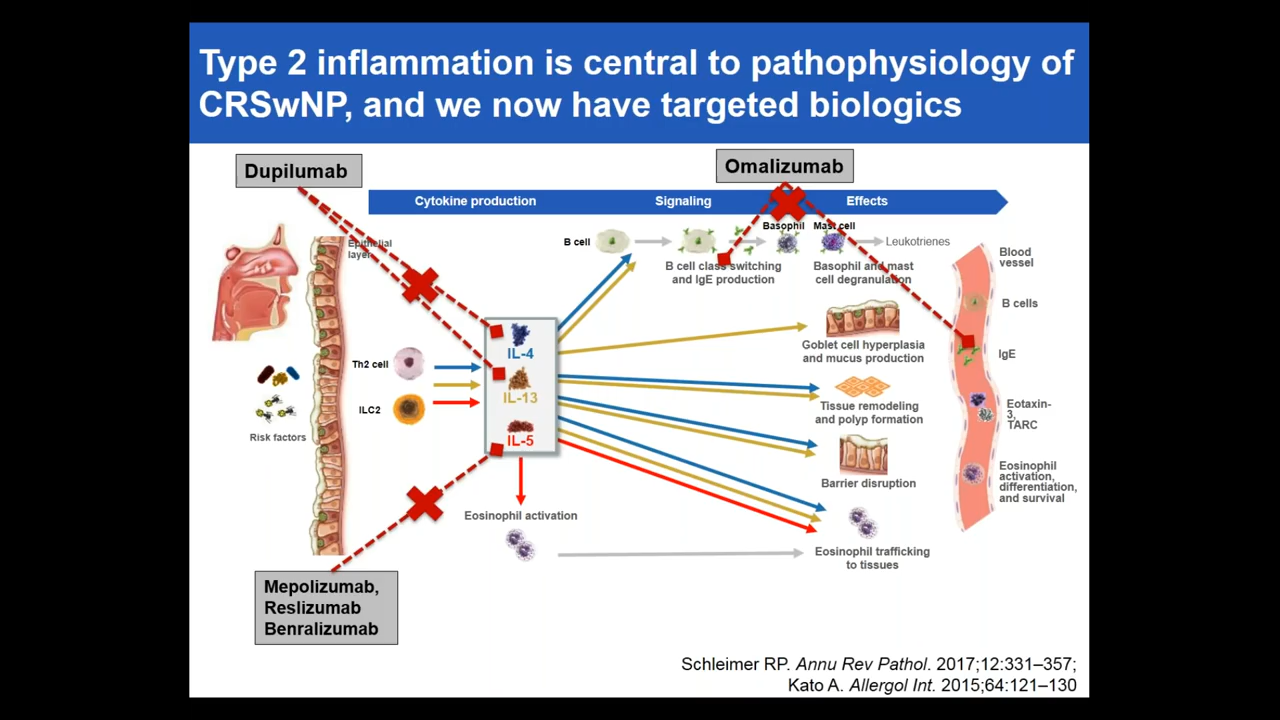 Type 2 inflammation is central to pathophysiology of
CRSwNP, and we now have targeted biologics
Dupilumab
Omalizumab
Cytokine production
Signaling
Effects
Epithelial
layer
B cell
Basophil
Mast cell
Leukotrienes
B cell class switching
and IgE production
Basophil and mast
cell degranulation
Blood
vessel
B cells
IgE
Eotaxin-
3,
TARC
Eosinophil
activation,
differentiation,
and survival
Th2 cell
ILC2
Risk factors
IL-4
IL-13
IL-5
Goblet cell hyperplasia
and mucus production
Tissue remodeling
and polyp formation
Barrier disruption
Eosinophil activation
Eosinophil trafficking
to tissues
Mepolizumab,
Reslizumab
Benralizumab
Schleimer RP. Annu Rev Pathol. 2017;12:331–357;
Kato A. Allergol Int. 2015;64:121–130